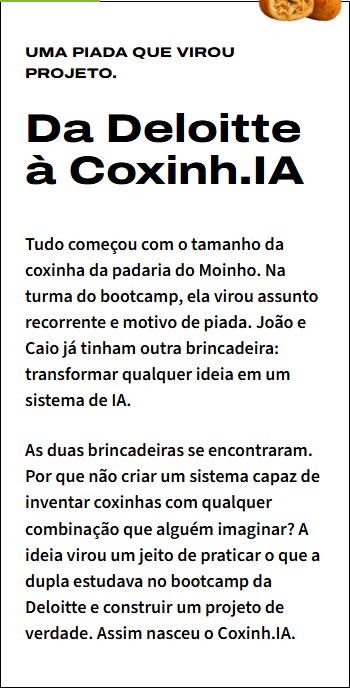 UMA PIADA QUE VIROU
PROJETO.
Da Deloitte
à Coxinh.IA
Tudo começou com o tamanho da
coxinha da padaria do Moinho. Na
turma do bootcamp, ela virou assunto
recorrente e motivo de piada. João e
Caio já tinham outra brincadeira:
transformar qualquer ideia em um
sistema de IA.
As duas brincadeiras se encontraram.
Por que não criar um sistema capaz de
inventar coxinhas com qualquer
combinação que alguém imaginar? A
ideia virou um jeito de praticar o que a
dupla estudava no bootcamp da
Deloitte e construir um projeto de
verdade. Assim nasceu o Coxinh.IA.